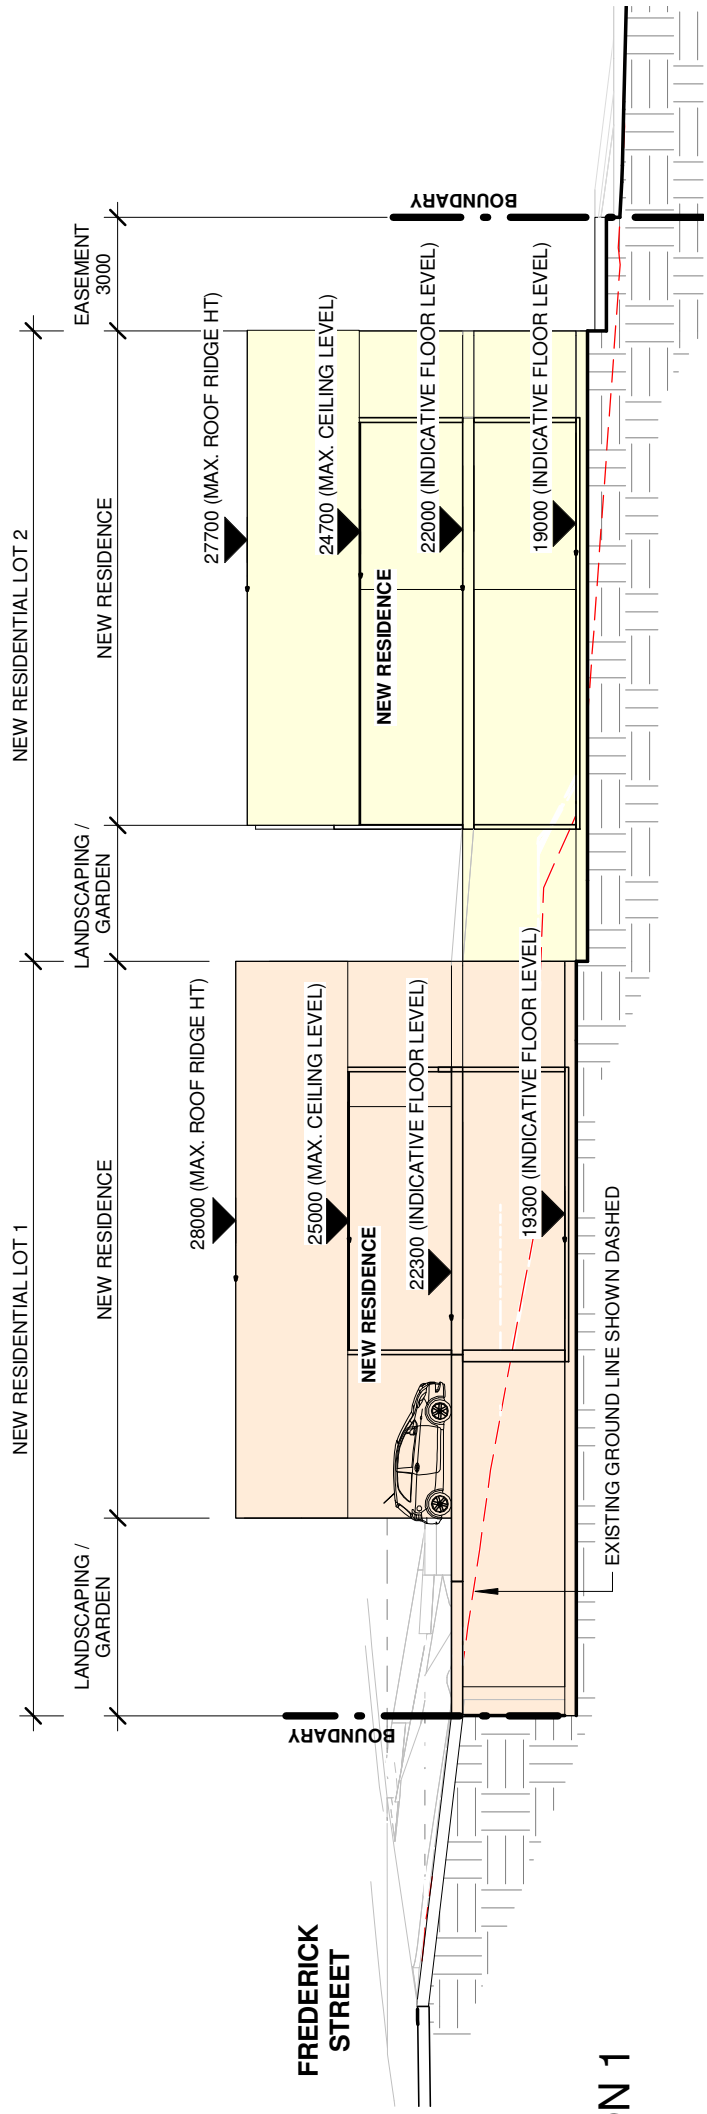 NEW RESIDENTIAL LOT 1
NEW RESIDENTIAL LOT 2
LANDSCAPING /
GARDEN
NEW RESIDENCE
LANDSCAPING /
GARDEN
NEW RESIDENCE
EASEMENT
3000
28000 (MAX. ROOF RIDGE HT)
25000 (MAX. CEILING LEVEL)
22300 (INDICATIVE FLOOR LEVEL)
19300 (INDICATIVE FLOOR LEVEL)
NEW RESIDENCE
27700 (MAX. ROOF RIDGE HT)
24700 (MAX. CEILING LEVEL)
22000 (INDICATIVE FLOOR LEVEL)
19000 (INDICATIVE FLOOR LEVEL)
NEW RESIDENCE
BOUNDARY
BOUNDARY
FREDERICK
STREET
EXISTING GROUND LINE SHOWN DASHED
ON 1